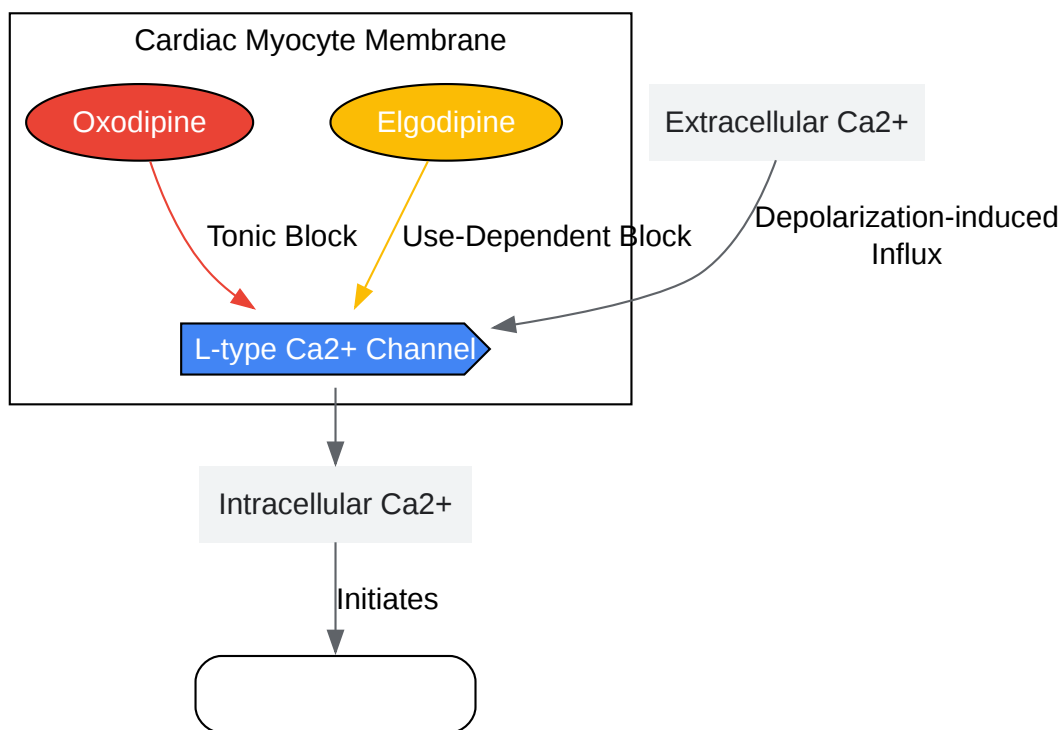 Cardiac Myocyte Membrane
Oxodipine
Elgodipine
Extracellular Ca2+
Tonic Block
Use-Dependent Block
Depolarization-induced
Influx
L-type Ca2+ Channel
Intracellular Ca2+
Initiates